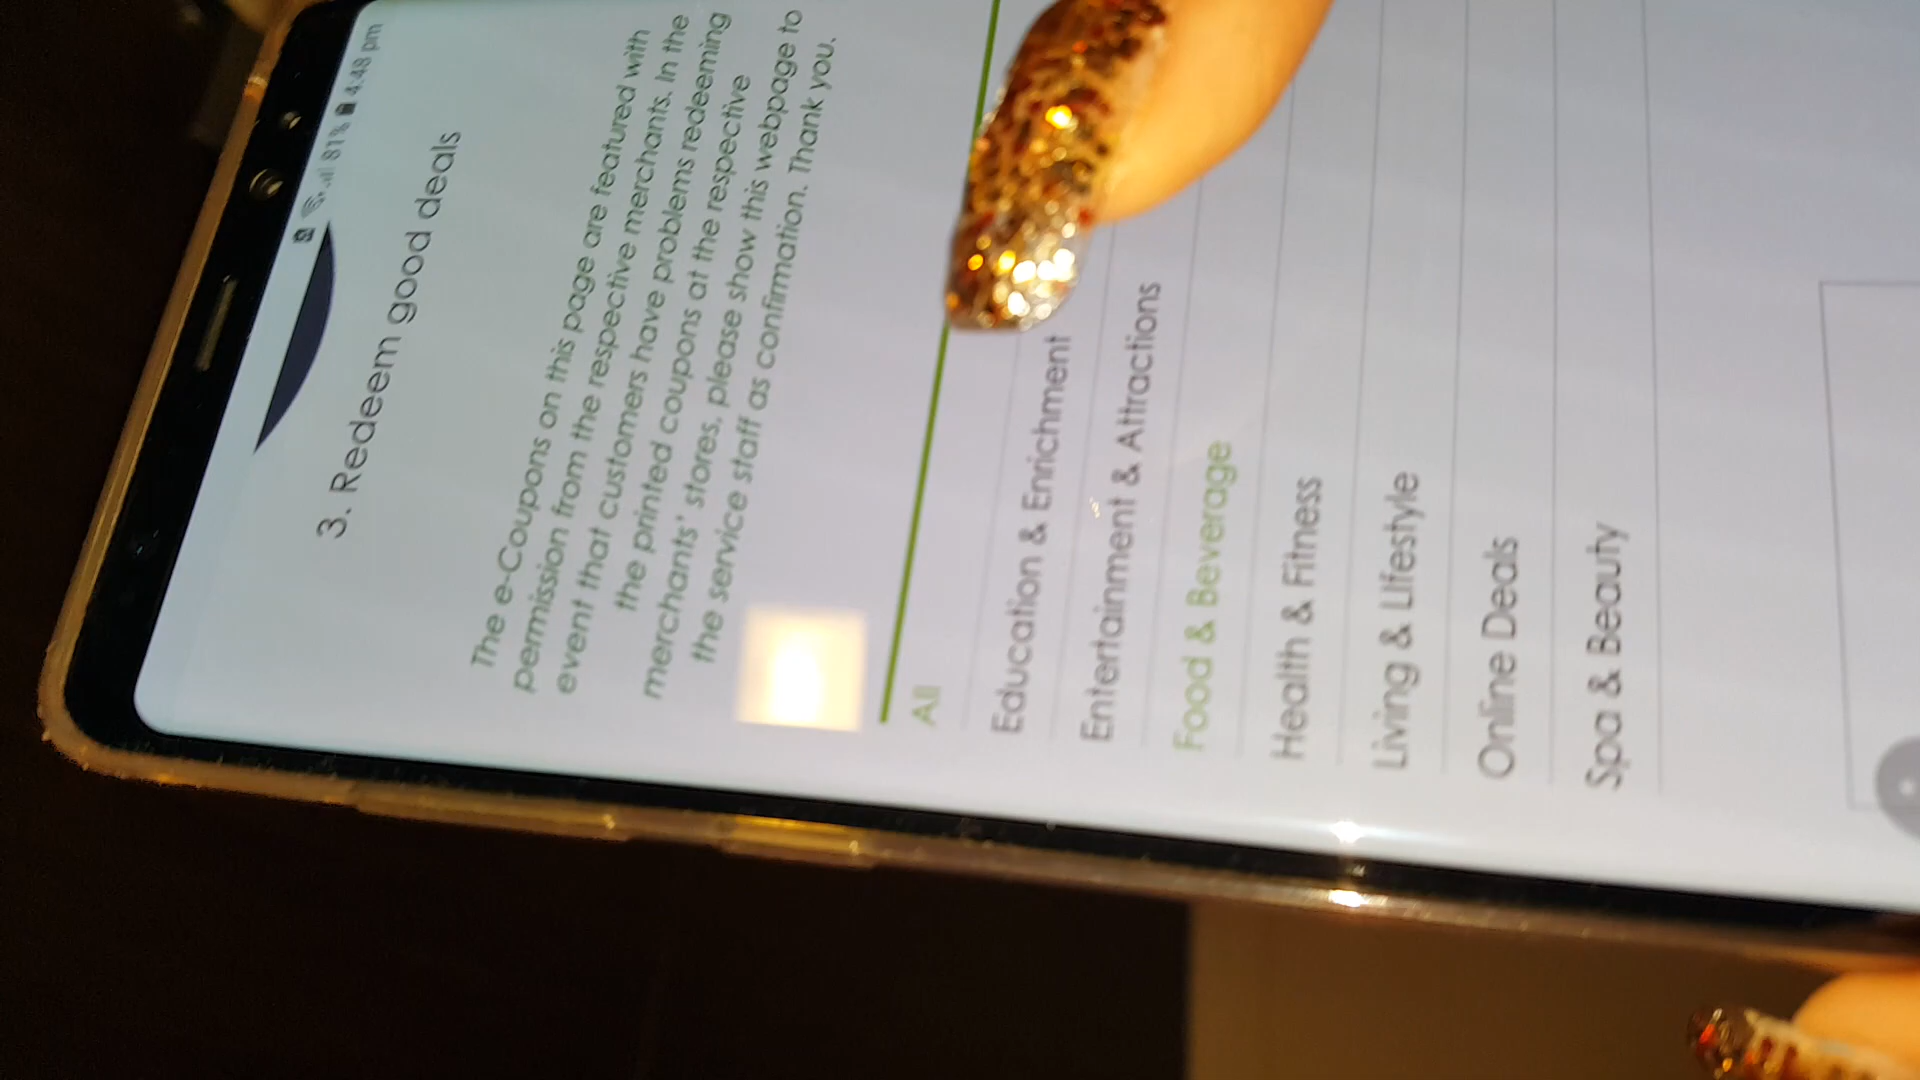 81% 4:48 pm
3. Redeem good deals
The e-Coupons on this page are featured with
permission from the respective merchants. In the
event that customers have problems redeeming
the printed coupons at the respective
merchants' stores, please show this webpage to
the service staff as confirmation. Thank you.
All
Education & Enrichment
Entertainment & Attractions
Food & Beverage
Health & Fitness
Living & Lifestyle
Online Deals
Spa & Beauty